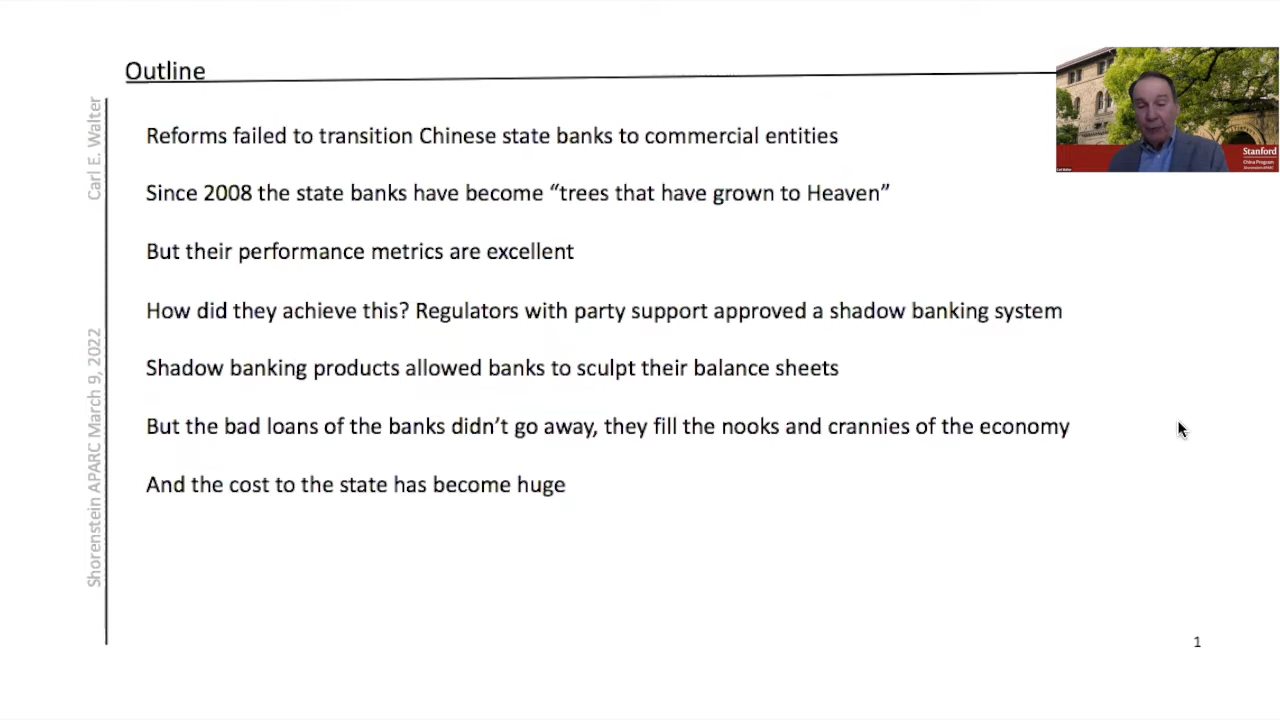 Outline
Carl E. Walter
Shorenstein APARC March 9, 2022
Reforms failed to transition Chinese state banks to commercial entities
Since 2008 the state banks have become “trees that have grown to Heaven”
But their performance metrics are excellent
How did they achieve this? Regulators with party support approved a shadow banking system
Shadow banking products allowed banks to sculpt their balance sheets
But the bad loans of the banks didn’t go away, they fill the nooks and crannies of the economy
And the cost to the state has become huge
Stanford
China Program
Carl Walter
1